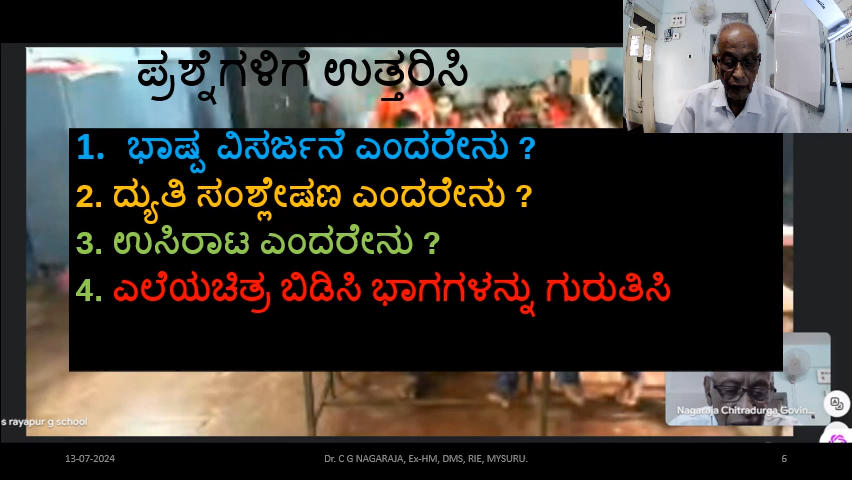 ಪ್ರಶ್ನೆಗಳಿಗೆ ಉತ್ತರಿಸಿ
1. ಭಾಷ್ಪ ವಿಸರ್ಜನೆ ಎಂದರೇನು ?
2. ದ್ಯುತಿ ಸಂಶ್ಲೇಷಣ ಎಂದರೇನು ?
3. ಉಸಿರಾಟ ಎಂದರೇನು ?
4. ಎಲೆಯಚಿತ್ರ ಬಿಡಿಸಿ ಭಾಗಗಳನ್ನು ಗುರುತಿಸಿ
Nagaraja Chitradurga Govin...
s rayapur g school
13-07-2024
Dr. C G NAGARAJA, Ex-HM, DMS, RIE, MYSURU.
6